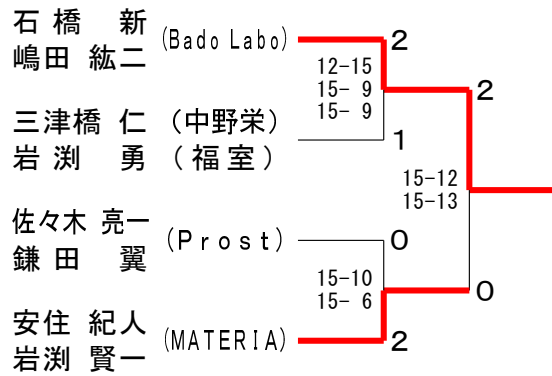 石橋 新
嶋田 紘二
(Bado Labo)
2
12-15
15- 9
15- 9
三津橋 仁 (中野栄)
岩渕 勇 (福室)
1
2
15-12
15-13
佐々木 亮一
鎌田 翼
(Prost)
0
15-10
15- 6
0
安住 紀人
岩渕 賢一
(MATERIA)
2